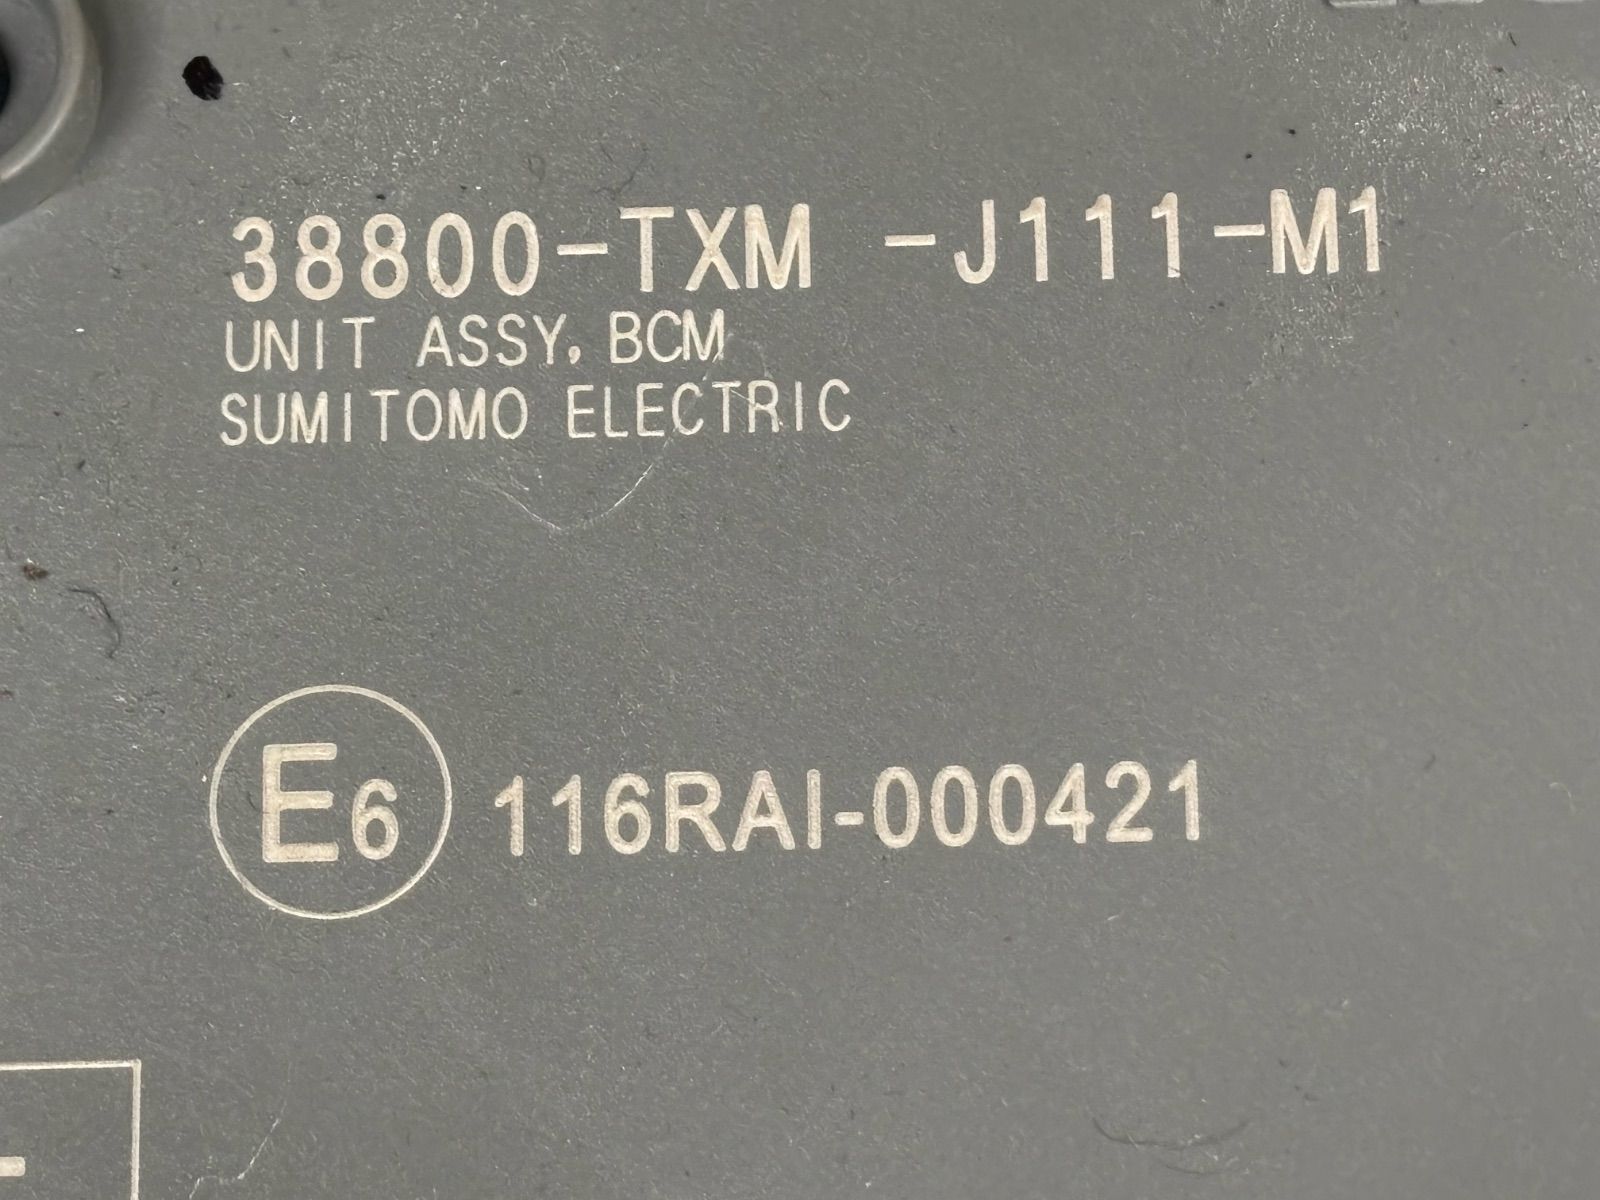 38800-TXM -J111-M1
UNIT ASSY, BCM
SUMITOMO ELECTRIC
E6 116RAI-000421